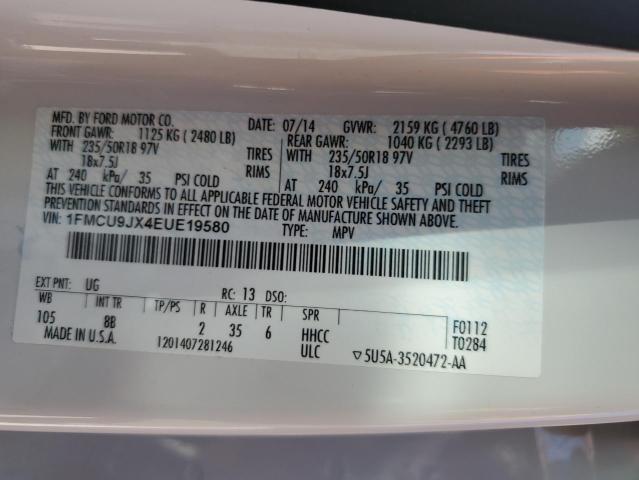 MFD. BY FORD MOTOR CO. 07/14 GVWR: 2159 KG ( 4760 LB)
FRONT GAWR: 1125 KG ( 2480 LB) REAR GAWR: 1040 KG ( 2293 LB)
WITH 235/50R18 97V TIRES WITH 235/50R18 97V TIRES
18x7.5J RIMS 18x7.5J RIMS
AT 240 kPa/ 35 PSI COLD AT 240 kPa/ 35 PSI COLD
THIS VEHICLE CONFORMS TO ALL APPLICABLE FEDERAL MOTOR VEHICLE SAFETY AND THEFT
PREVENTION STANDARDS IN EFFECT ON THE DATE OF MANUFACTURE SHOWN ABOVE.
VIN: 1FMCU9JX4EUE19580 TYPE: MPV
EXT PNT: UG RC: 13 DSO:
WB INT TR TP/PS R AXLE TR SPR
105 8B 2 35 6 HHCC F0112
MADE IN U.S.A. 1201407281246 ULC T0284
▽5U5A-3520472-AA